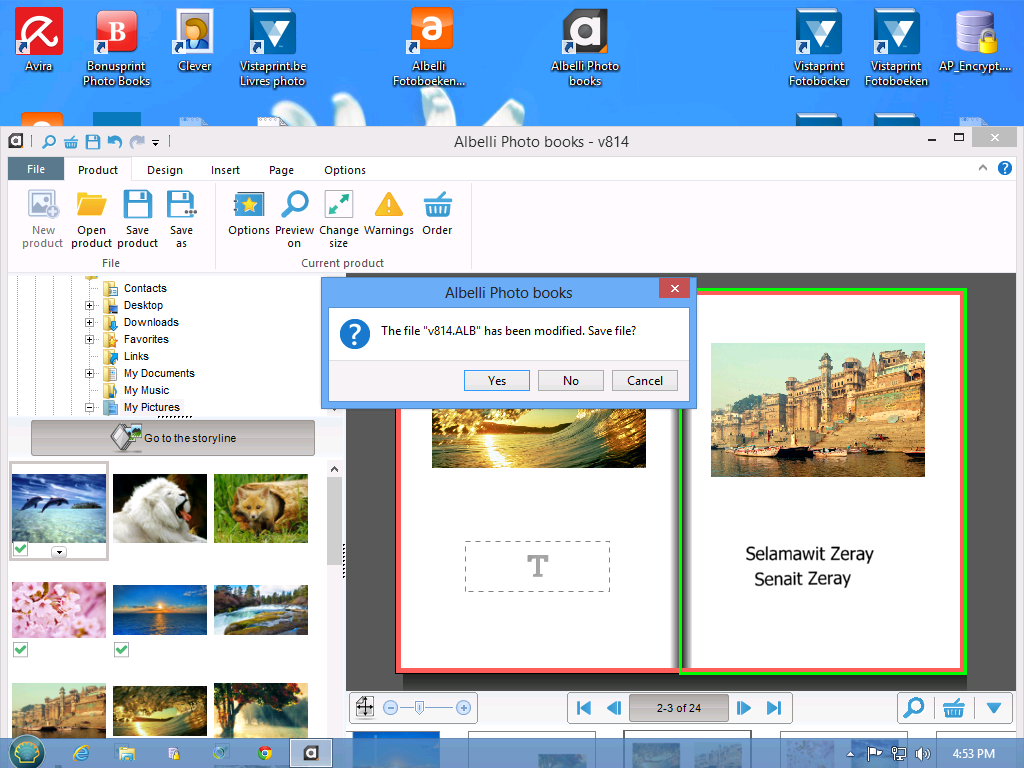 Avira
Bonusprint
Photo Books
Clever
Vistaprint.be
Livres photo
Albelli
Fotoboeken...
Albelli Photo
books
Vistaprint
Fotoböcker
Vistaprint
Fotoboeken
AP_Encrypt....
Albelli Photo books - v814
File
Product
Design
Insert
Page
Options
New
product
Open
product
Save
product
Save
as
Options
Preview
on
Change
size
Warnings
Order
File
Current product
Contacts
Desktop
Downloads
Favorites
Links
My Documents
My Music
My Pictures
Albelli Photo books
The file "v814.ALB" has been modified. Save file?
Yes
No
Cancel
Go to the storyline
T
Selamawit Zeray
Senait Zeray
2-3 of 24
4:53 PM